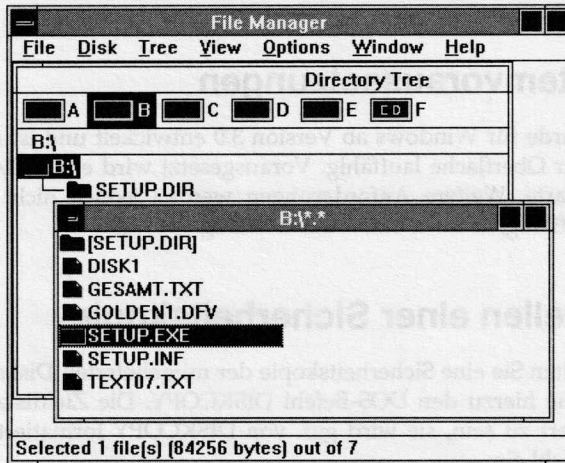 File Manager
File Disk Tree View Options Window Help
Directory Tree
A B C D E CD F
B:\
B:\
SETUP.DIR
B:\*.*
[SETUP.DIR]
DISK1
GESAMT.TXT
GOLDEN1.DFV
SETUP.EXE
SETUP.INF
TEXT07.TXT
Selected 1 file[s] (84256 bytes) out of 7